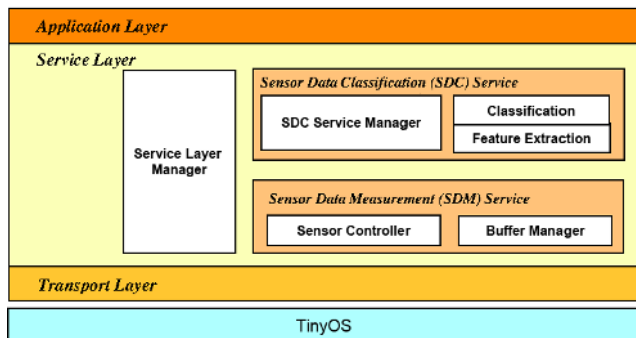 Application Layer
Service Layer
Service Layer
Manager
Sensor Data Classification (SDC) Service
SDC Service Manager
Classification
Feature Extraction
Sensor Data Measurement (SDM) Service
Sensor Controller
Buffer Manager
Transport Layer
TinyOS